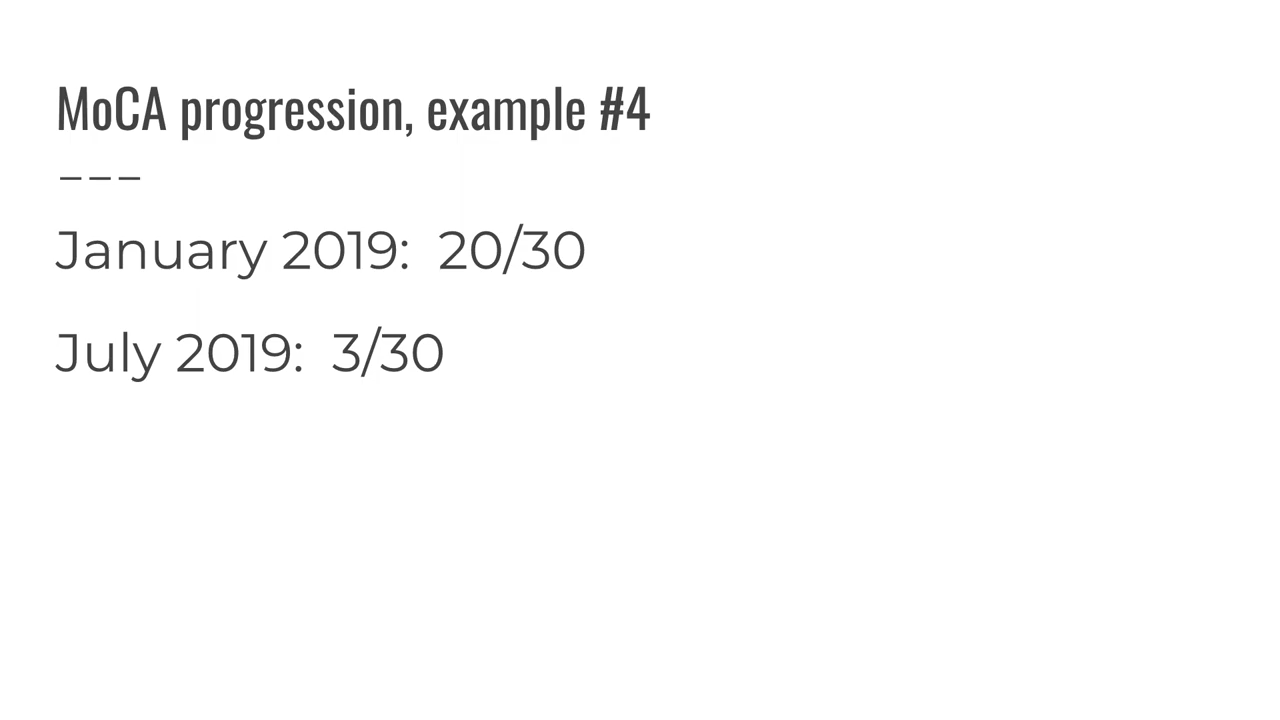 MoCA progression, example #4
–––
January 2019:  20/30
July 2019:  3/30